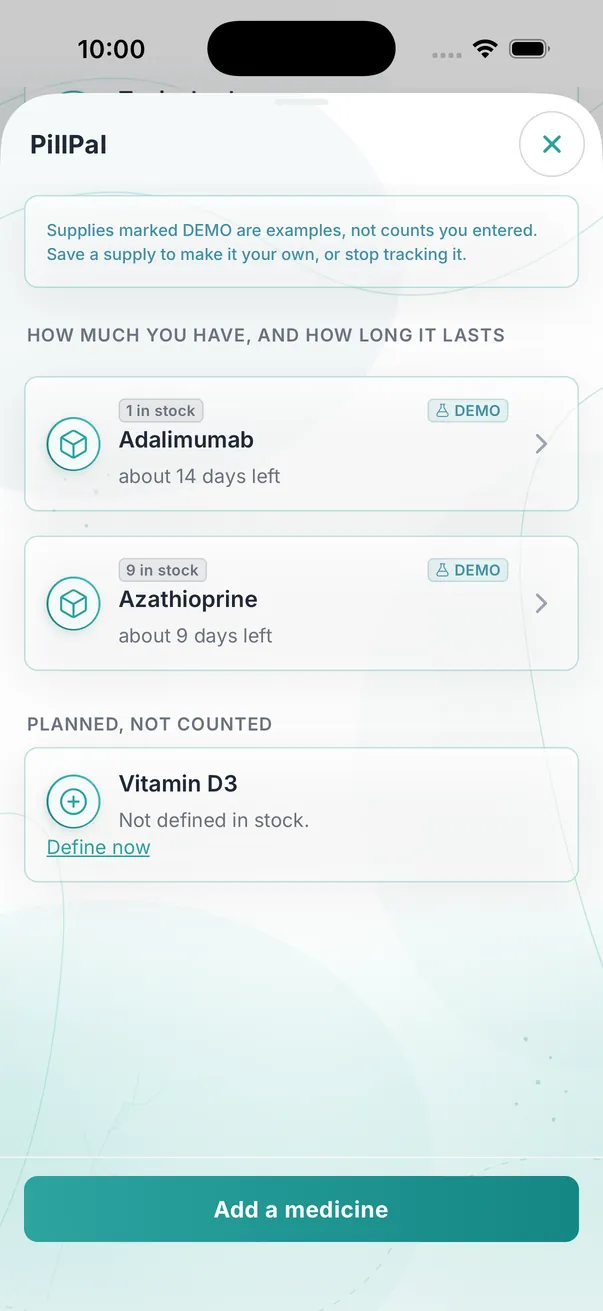 10:00
PillPal
Supplies marked DEMO are examples, not counts you entered.
Save a supply to make it your own, or stop tracking it.
HOW MUCH YOU HAVE, AND HOW LONG IT LASTS
1 in stock
DEMO
Adalimumab
about 14 days left
9 in stock
DEMO
Azathioprine
about 9 days left
PLANNED, NOT COUNTED
Vitamin D3
Not defined in stock.
Define now
Add a medicine